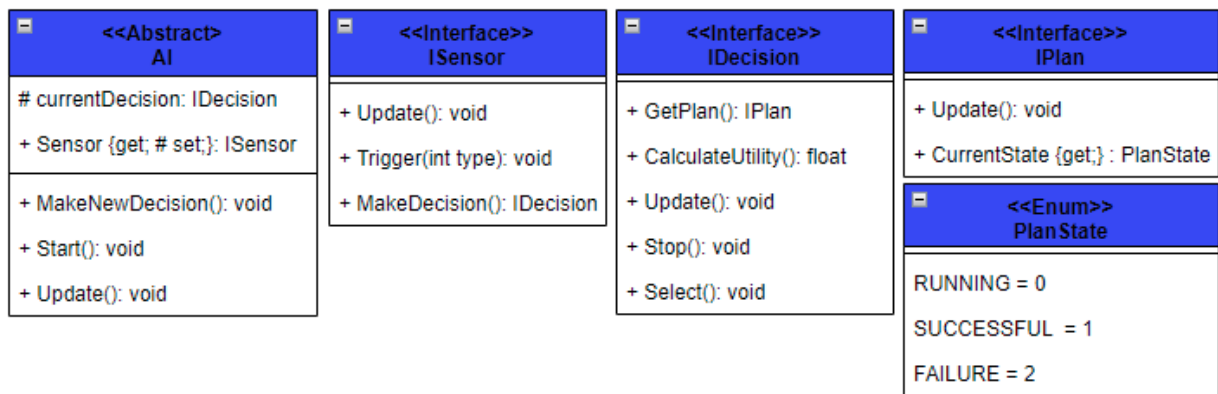 <<Abstract>
AI
# currentDecision: IDecision
+ Sensor {get; # set;}: ISensor
+ MakeNewDecision(): void
+ Start(): void
+ Update(): void
<<Interface>>
ISensor
+ Update(): void
+ Trigger(int type): void
+ MakeDecision(): IDecision
<<Interface>>
IDecision
+ GetPlan(): IPlan
+ CalculateUtility(): float
+ Update(): void
+ Stop(): void
+ Select(): void
<<Interface>>
IPlan
+ Update(): void
+ CurrentState {get;} : PlanState
<<Enum>>
PlanState
RUNNING = 0
SUCCESSFUL = 1
FAILURE = 2